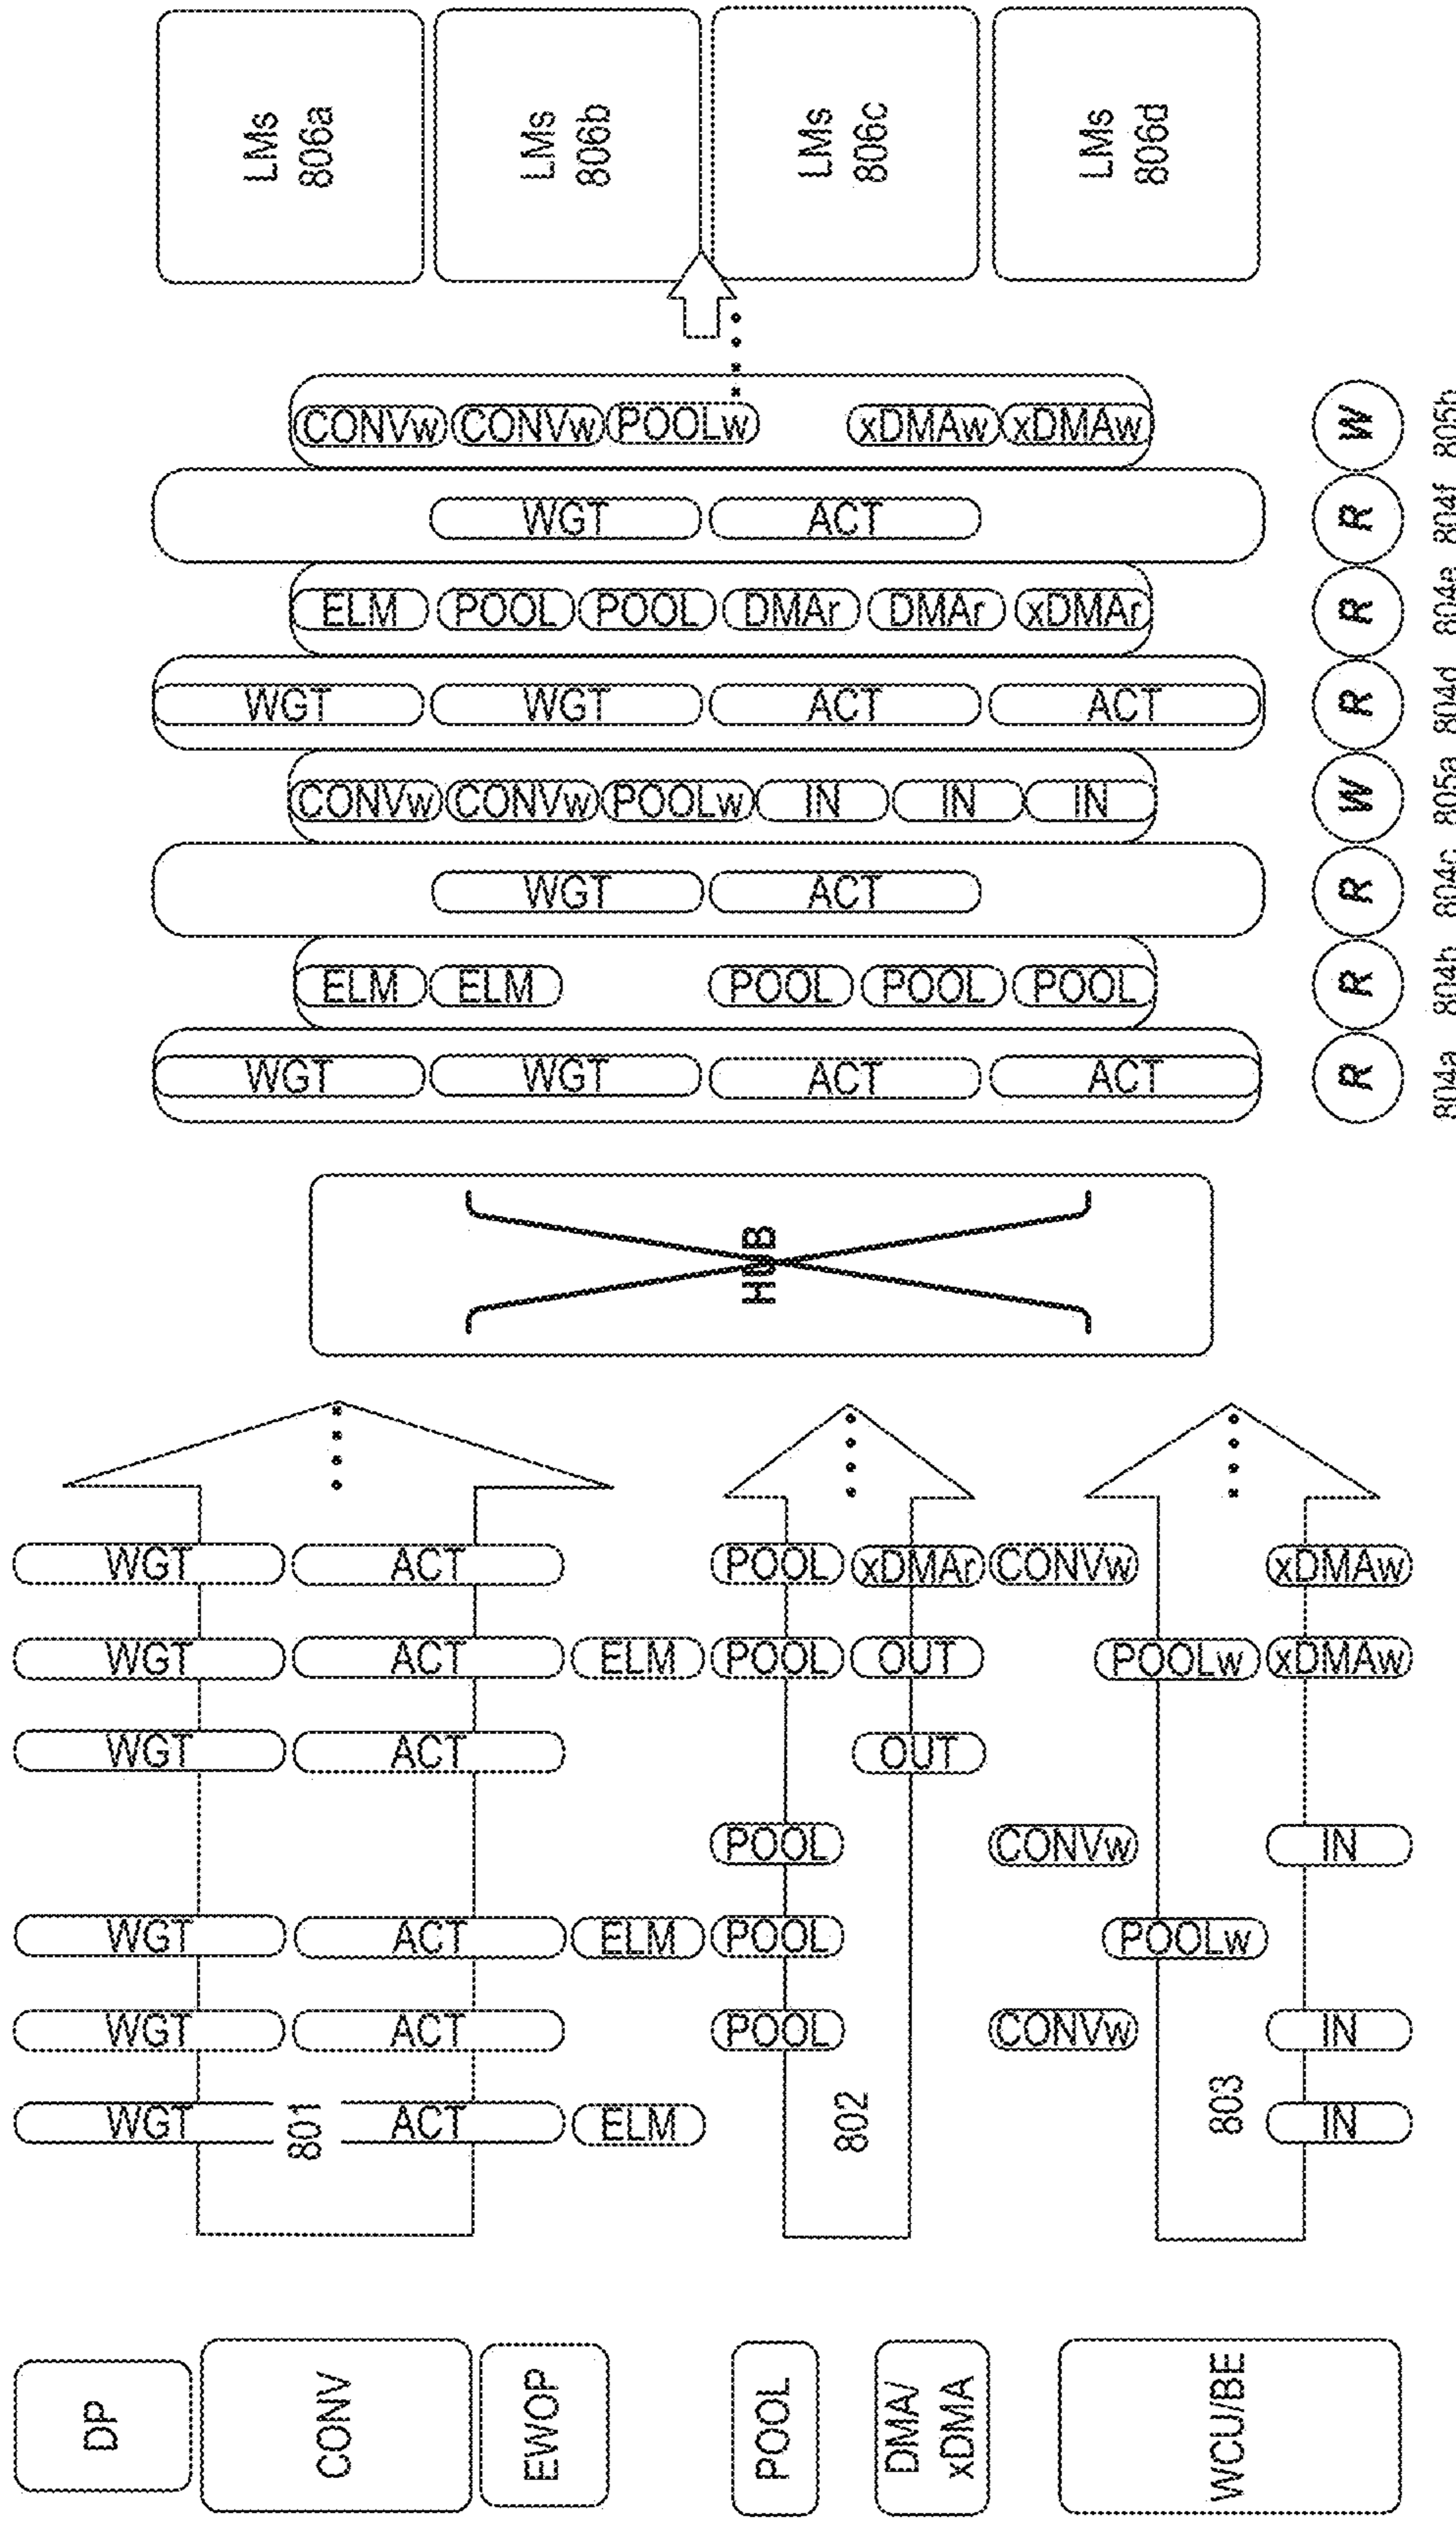 DP
CONV
EWOP
POOL
DMA/
xDMA
WCU/BE
WGT
801
ACT
ELM
802
803
IN
WGT
ACT
POOL
CONVw
IN
WGT
ACT
ELM
POOL
POOLw
POOL
CONVw
IN
WGT
ACT
OUT
WGT
ACT
ELM
POOL
OUT
POOLw
xDMAw
WGT
ACT
POOL
xDMAr
CONVw
xDMAw
HUB
WGT
WGT
ACT
ACT
R
804a
ELM
ELM
POOL
POOL
POOL
R
804b
WGT
ACT
R
804c
CONVw
CONVw
POOLw
IN
IN
IN
W
805a
WGT
WGT
ACT
ACT
R
804d
ELM
POOL
POOL
DMAr
DMAr
xDMAr
R
804e
WGT
ACT
R
804f
CONVw
CONVw
POOLw
xDMAw
xDMAw
W
805b
LMs
806a
LMs
806b
LMs
806c
LMs
806d